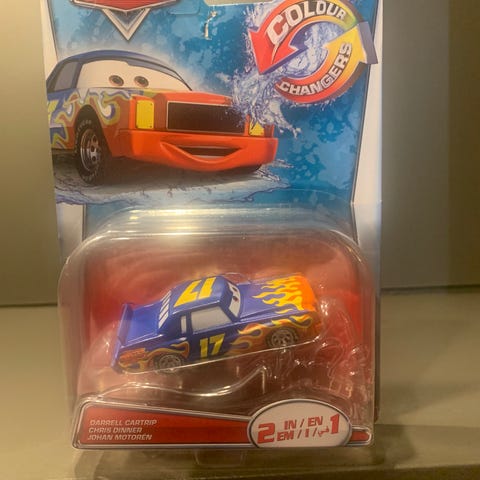 COLOUR
CHANGERS
17
17
DARRELL CARTRIP
CHRIS DINNER
JOHAN MOTOREN
2 IN / EN 1
EM / I /